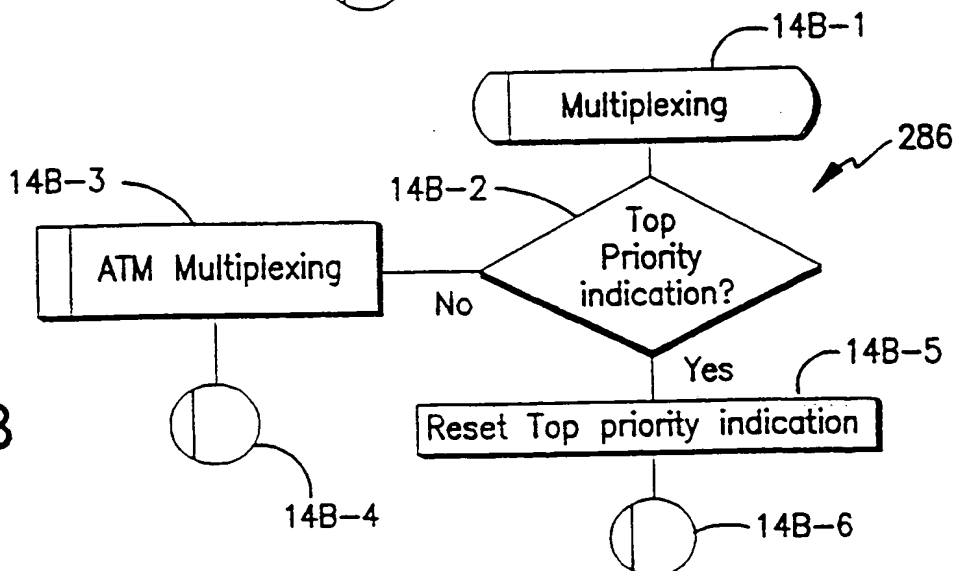 14B-1
Multiplexing
286
14B-3
14B-2
Top
Priority
indication?
ATM Multiplexing
No
Yes
14B-5
Reset Top priority indication
14B-4
14B-6